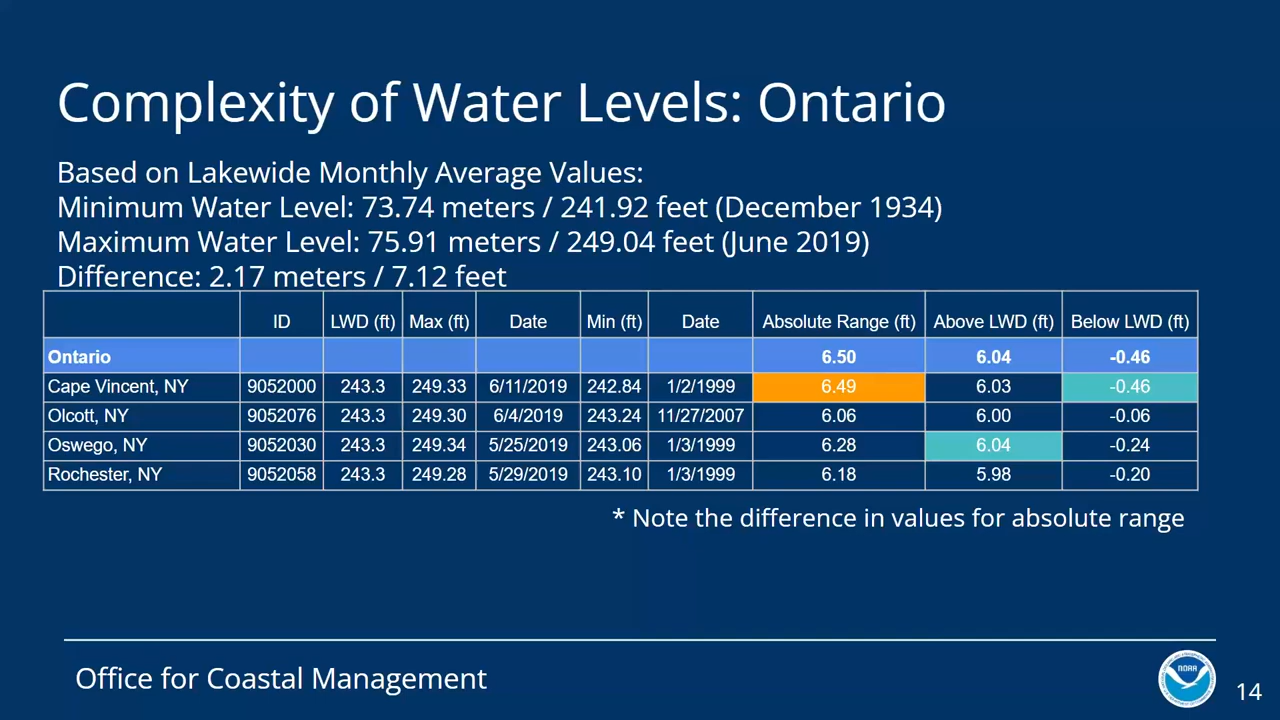 Complexity of Water Levels: Ontario
Based on Lakewide Monthly Average Values:
Minimum Water Level: 73.74 meters / 241.92 feet (December 1934)
Maximum Water Level: 75.91 meters / 249.04 feet (June 2019)
Difference: 2.17 meters / 7.12 feet
ID LWD (ft) Max (ft) Date Min (ft) Date Absolute Range (ft) Above LWD (ft) Below LWD (ft)
Ontario 6.50 6.04 -0.46
Cape Vincent, NY 9052000 243.3 249.33 6/11/2019 242.84 1/2/1999 6.49 6.03 -0.46
Olcott, NY 9052076 243.3 249.30 6/4/2019 243.24 11/27/2007 6.06 6.00 -0.06
Oswego, NY 9052030 243.3 249.34 5/25/2019 243.06 1/3/1999 6.28 6.04 -0.24
Rochester, NY 9052058 243.3 249.28 5/29/2019 243.10 1/3/1999 6.18 5.98 -0.20
* Note the difference in values for absolute range
Office for Coastal Management
NOAA
14